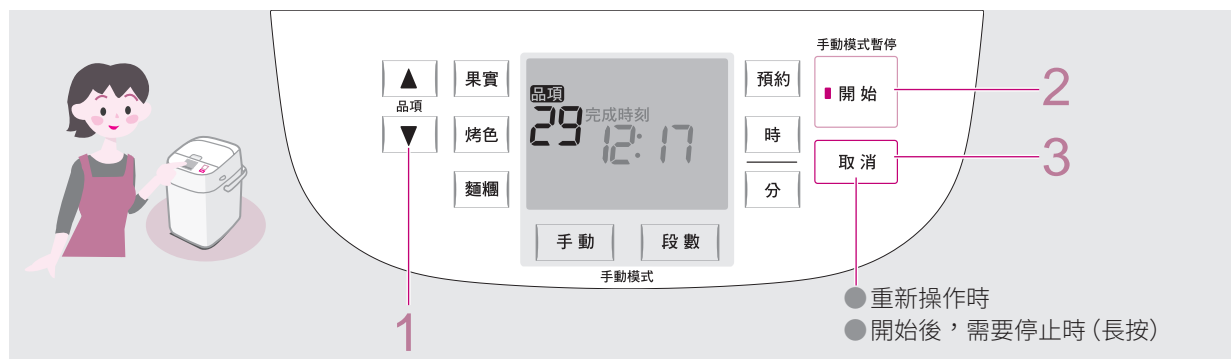 手動模式暫停
▲
果實
預約
開始
2
品項
品項
29
完成時刻
12:17
▼
烤色
時
取消
3
麵糰
分
手動
段數
手動模式
1
●重新操作時
●開始後，需要停止時（長按）